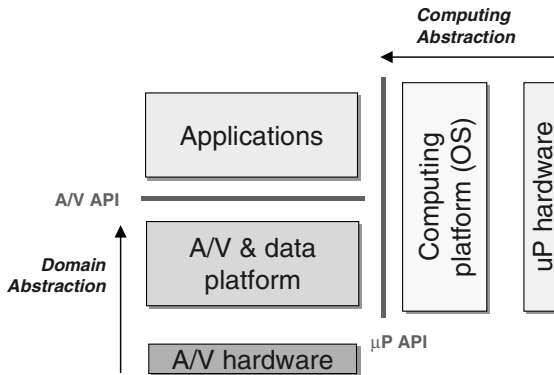 Computing
Abstraction
Applications
A/V API
A/V & data
platform
Domain
Abstraction
A/V hardware
Computing
platform (OS)
uP hardware
μP API